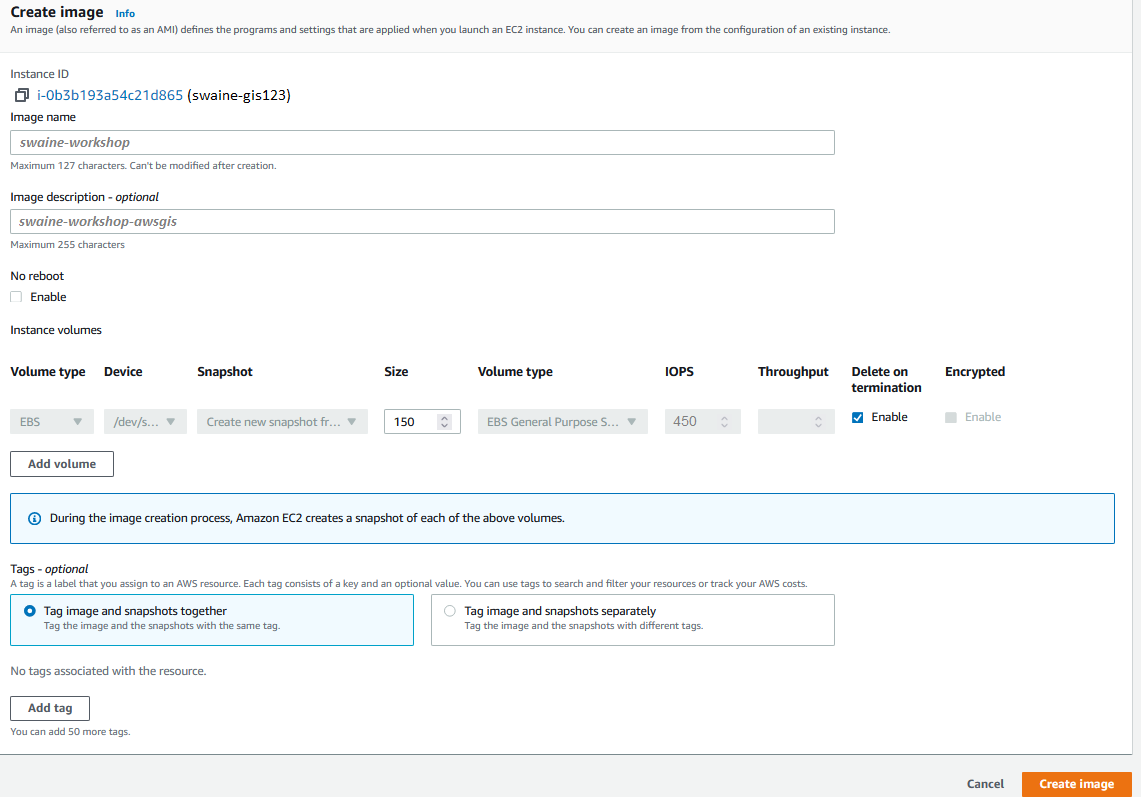 Create image Info
An image (also referred to as an AMI) defines the programs and settings that are applied when you launch an EC2 instance. You can create an image from the configuration of an existing instance.
Instance ID
i-0b3b193a54c21d865 (swaine-gis123)
Image name
swaine-workshop
Maximum 127 characters. Can't be modified after creation.
Image description - optional
swaine-workshop-awsgis
Maximum 255 characters
No reboot
Enable
Instance volumes
Volume type Device Snapshot Size Volume type IOPS Throughput Delete on termination Encrypted
EBS /dev/s... Create new snapshot fr... 150 EBS General Purpose S... 450 Enable Enable
Add volume
During the image creation process, Amazon EC2 creates a snapshot of each of the above volumes.
Tags - optional
A tag is a label that you assign to an AWS resource. Each tag consists of a key and an optional value. You can use tags to search and filter your resources or track your AWS costs.
Tag image and snapshots together
Tag the image and the snapshots with the same tag.
Tag image and snapshots separately
Tag the image and the snapshots with different tags.
No tags associated with the resource.
Add tag
You can add 50 more tags.
Cancel Create image